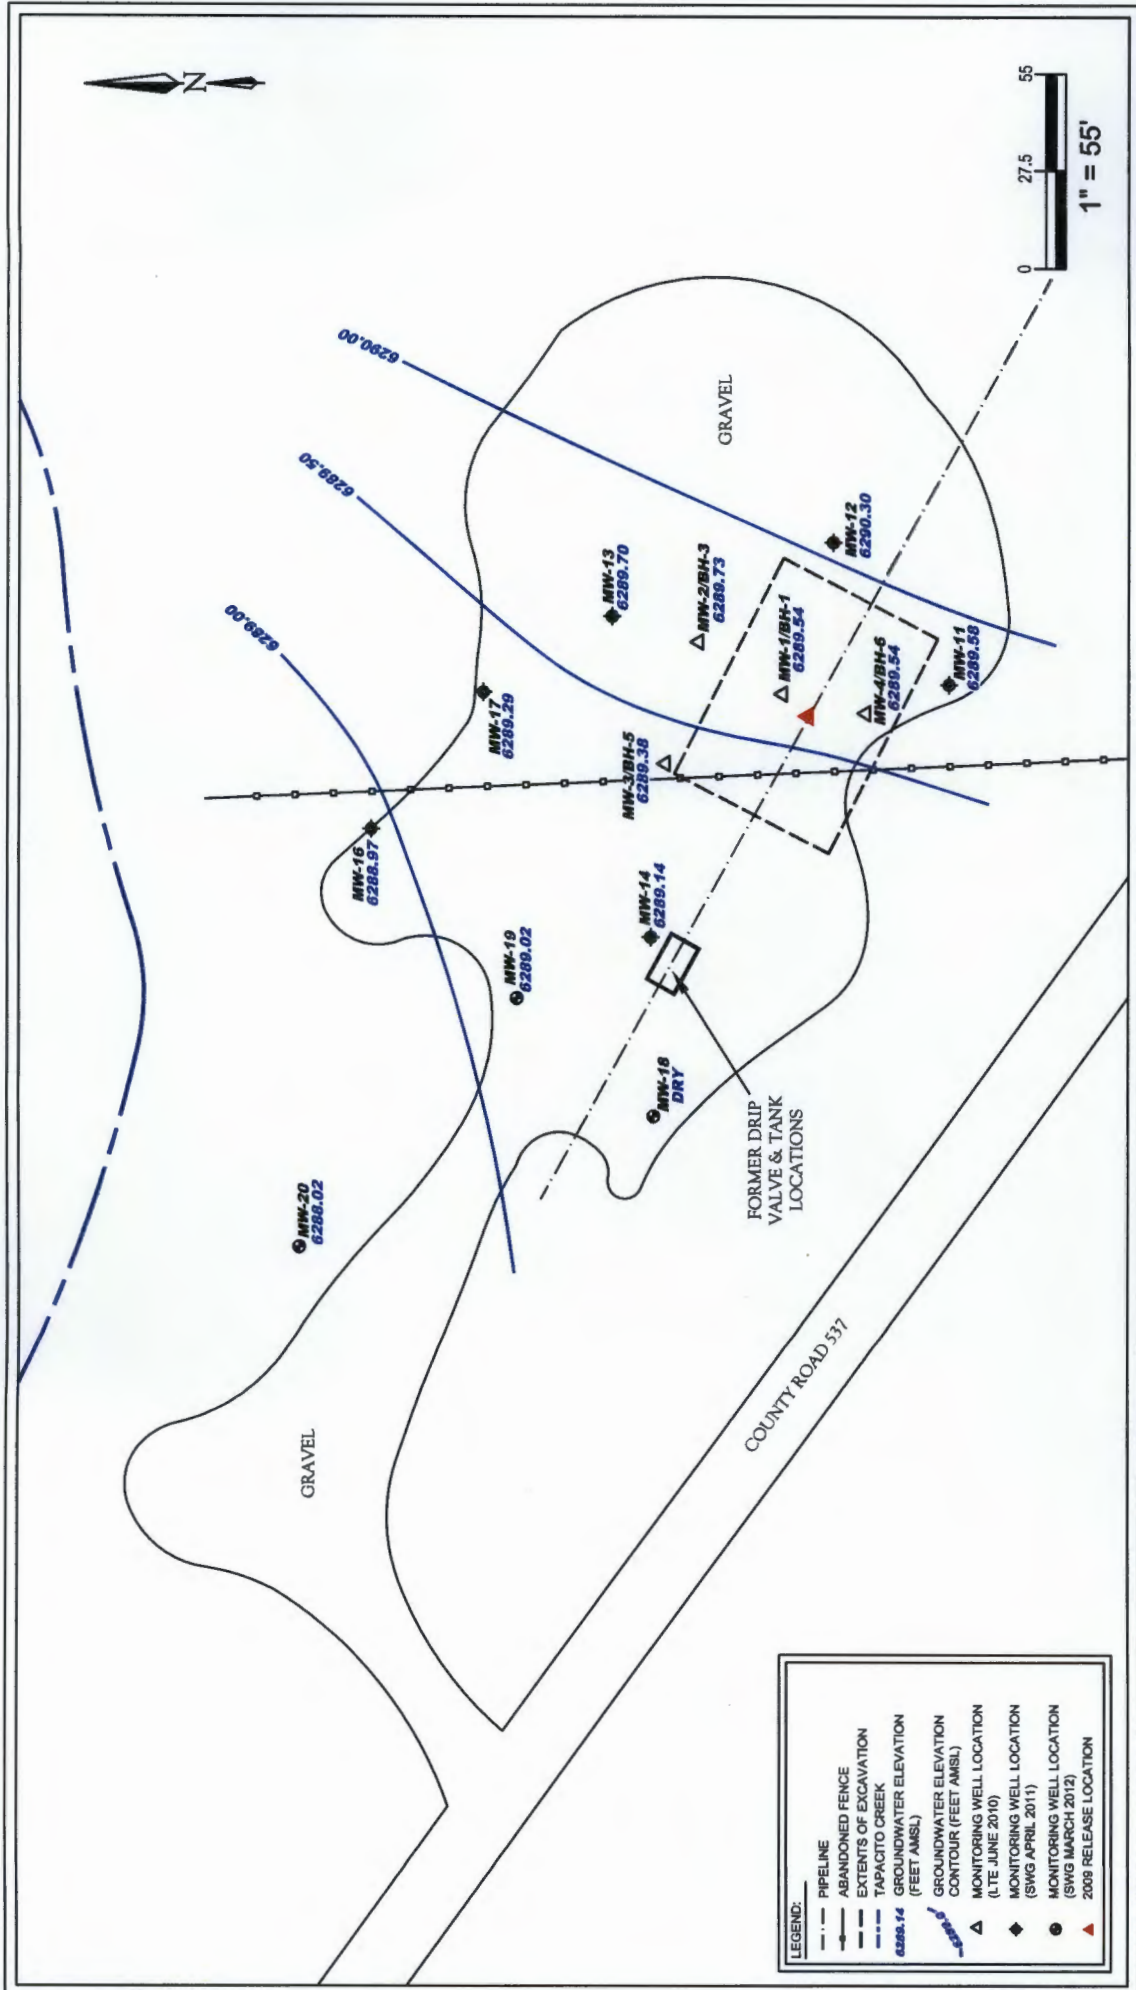 N
6290.00
6289.50
6289.00
MW-20
6288.02
MW-16
6288.97
MW-17
6289.29
MW-19
6289.02
MW-13
6289.70
MW-2/BH-3
6289.73
MW-3/BH-5
6289.38
MW-14
6289.14
MW-18
DRY
MW-1/BH-1
6289.54
MW-12
6290.30
MW-4/BH-6
6289.54
MW-11
6289.58
GRAVEL
GRAVEL
FORMER DRIP
VALVE & TANK
LOCATIONS
COUNTY ROAD 537
0 27.5 55
1" = 55'
LEGEND:
PIPELINE
ABANDONED FENCE
EXTENTS OF EXCAVATION
TAPACITO CREEK
6289.14 GROUNDWATER ELEVATION
(FEET AMSL)
GROUNDWATER ELEVATION
CONTOUR (FEET AMSL)
MONITORING WELL LOCATION
(LTE JUNE 2010)
MONITORING WELL LOCATION
(SWG APRIL 2011)
MONITORING WELL LOCATION
(SWG MARCH 2012)
2009 RELEASE LOCATION